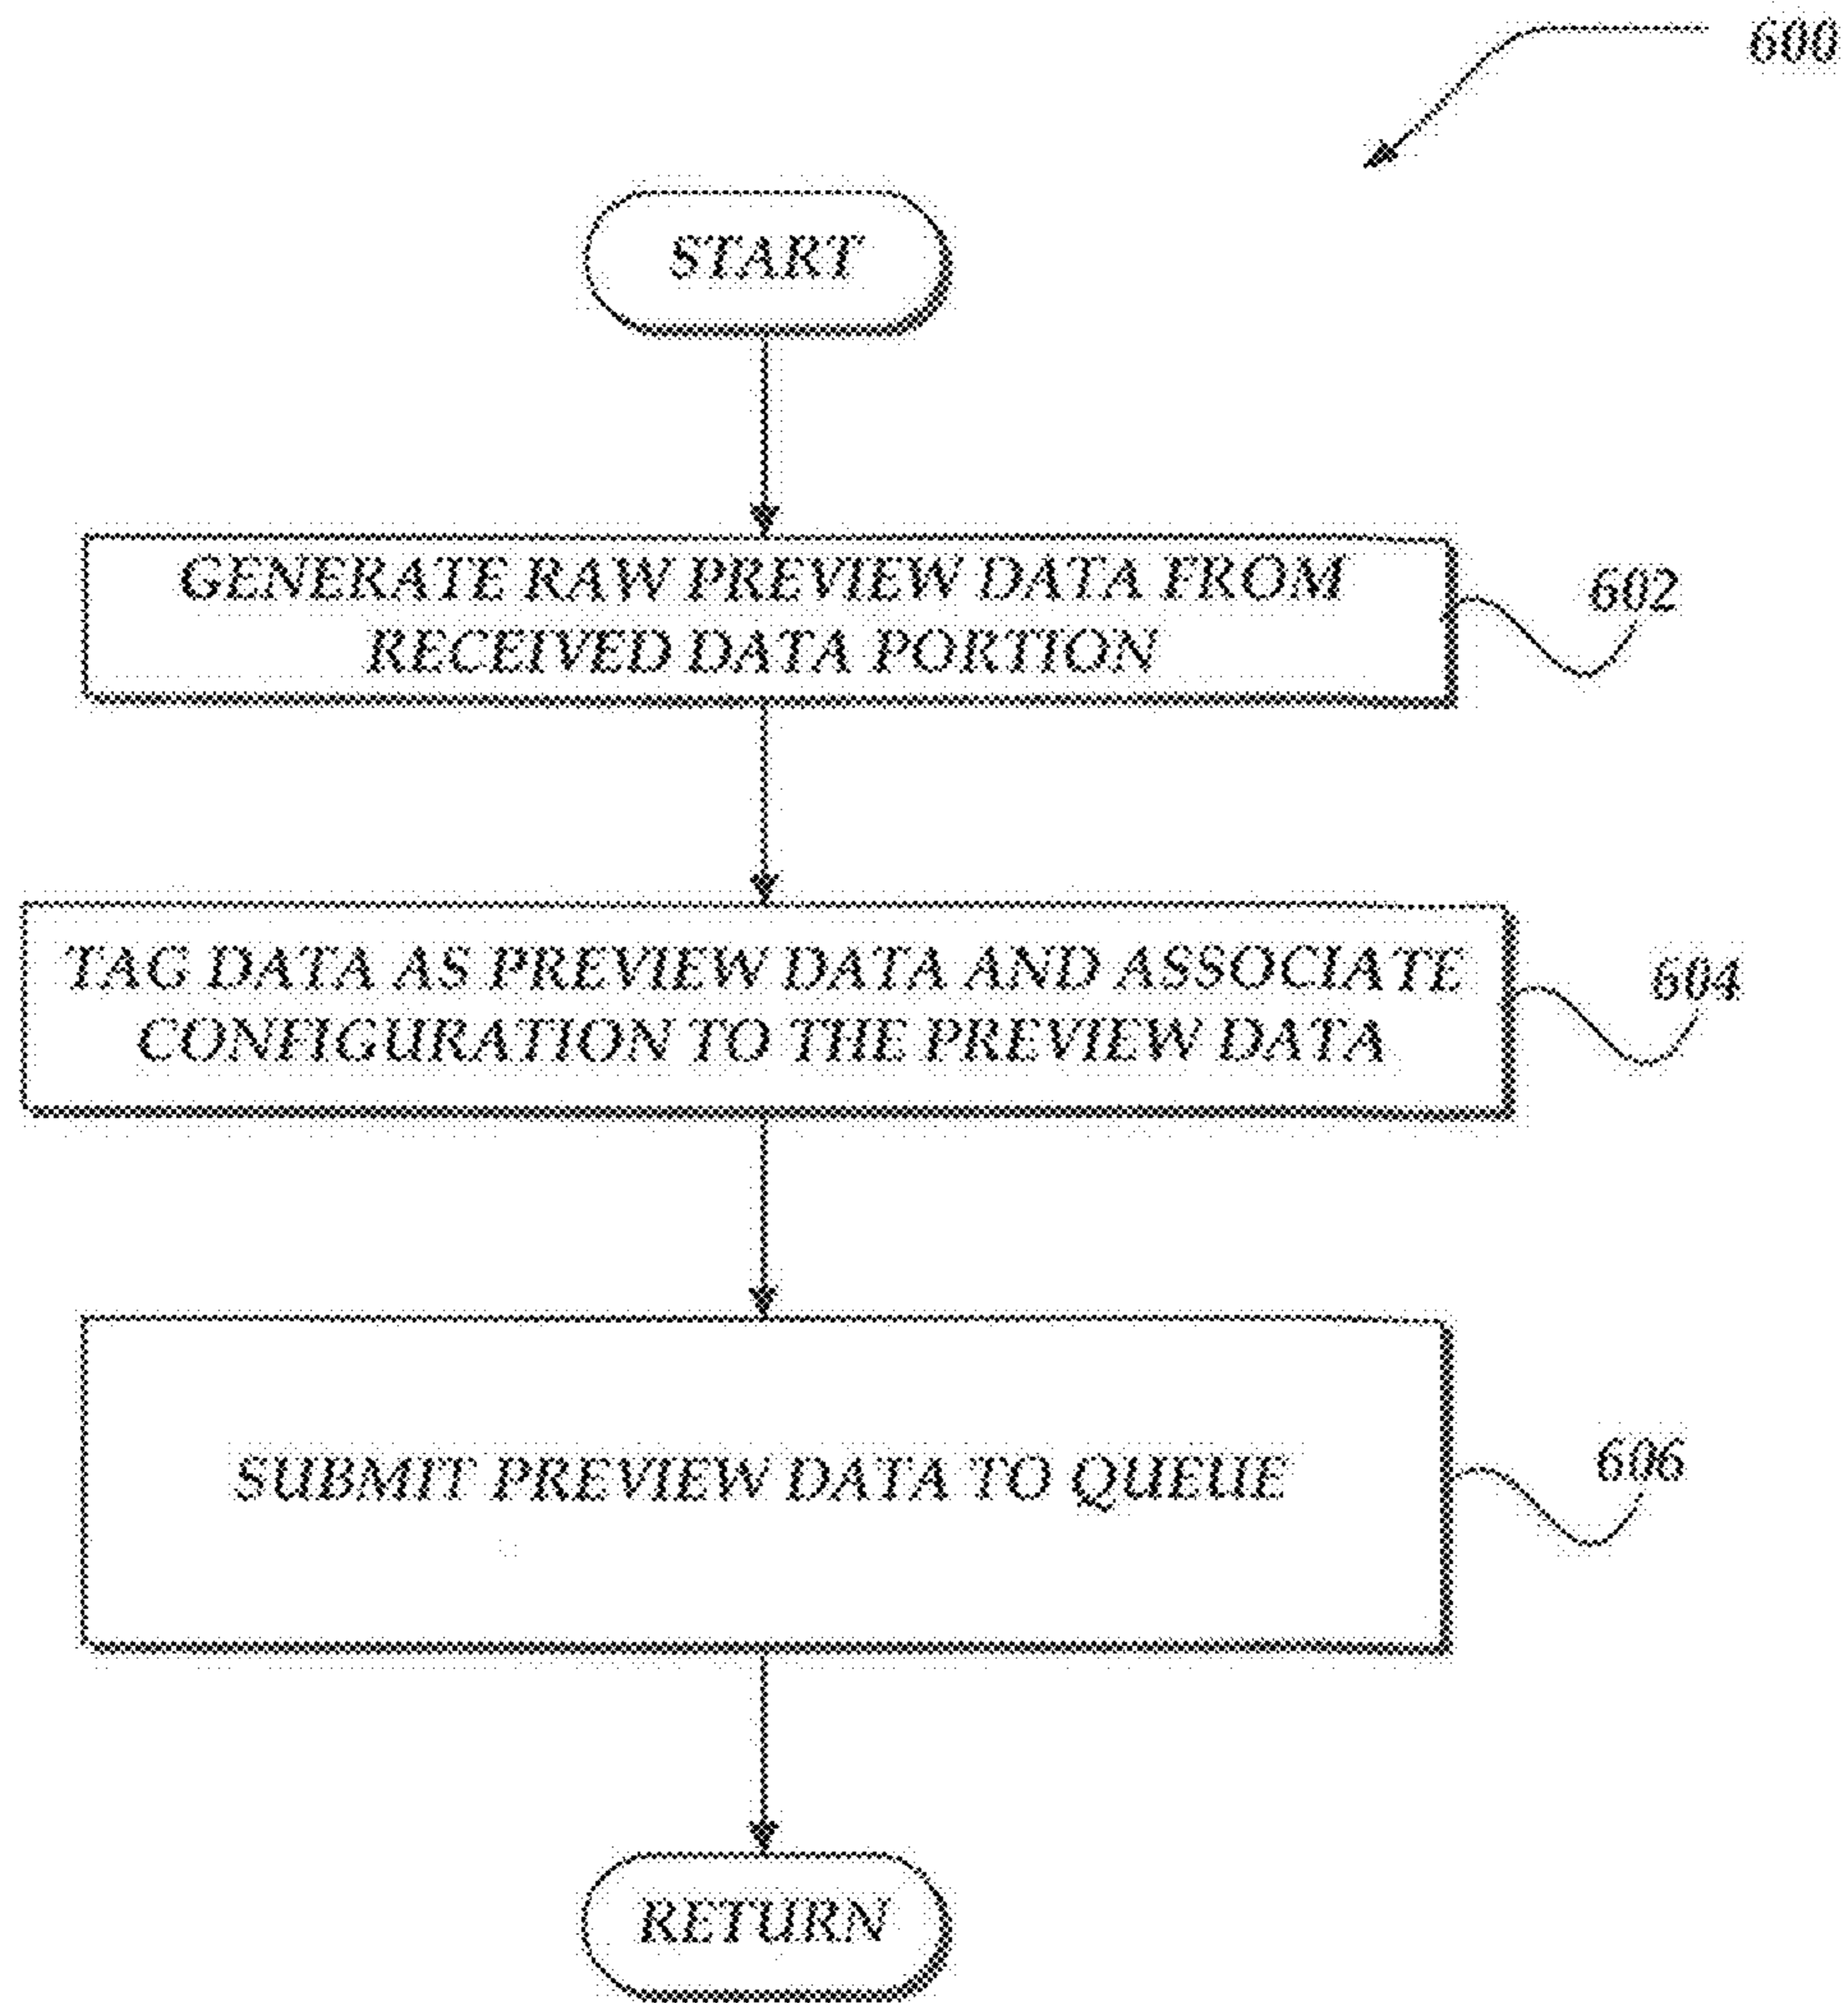 600
START
GENERATE RAW PREVIEW DATA FROM
RECEIVED DATA PORTION
602
TAG DATA AS PREVIEW DATA AND ASSOCIATE
CONFIGURATION TO THE PREVIEW DATA
604
SUBMIT PREVIEW DATA TO QUEUE
606
RETURN